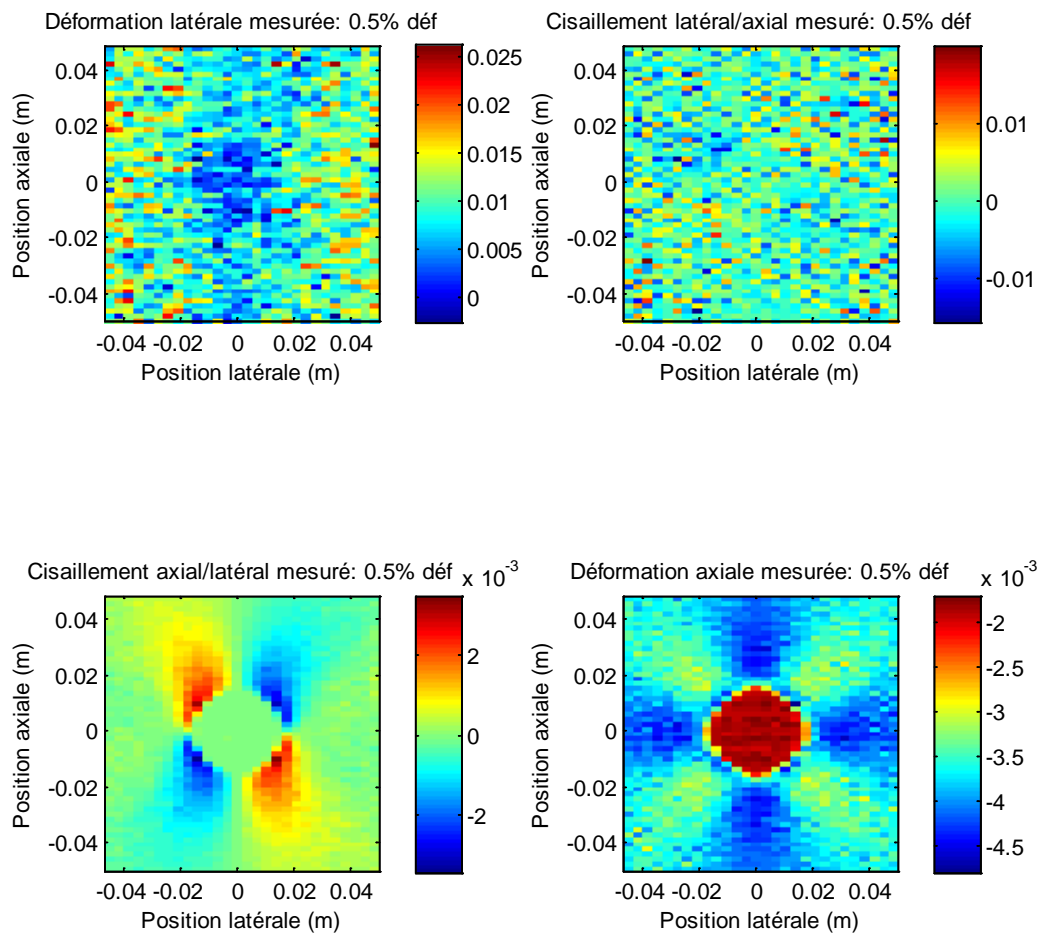 Déformation latérale mesurée: 0.5% déf
Cisaillement latéral/axial mesuré: 0.5% déf
Position axiale (m)
0.04
0.02
0
-0.02
-0.04
-0.04 -0.02 0 0.02 0.04
Position latérale (m)
0.025
0.02
0.015
0.01
0.005
0
Position axiale (m)
0.04
0.02
0
-0.02
-0.04
-0.04 -0.02 0 0.02 0.04
Position latérale (m)
0.01
0
-0.01
Cisaillement axial/latéral mesuré: 0.5% déf
x 10-3
Position axiale (m)
0.04
0.02
0
-0.02
-0.04
-0.04 -0.02 0 0.02 0.04
Position latérale (m)
2
0
-2
Déformation axiale mesurée: 0.5% déf
x 10-3
Position axiale (m)
0.04
0.02
0
-0.02
-0.04
-0.04 -0.02 0 0.02 0.04
Position latérale (m)
-2
-2.5
-3
-3.5
-4
-4.5